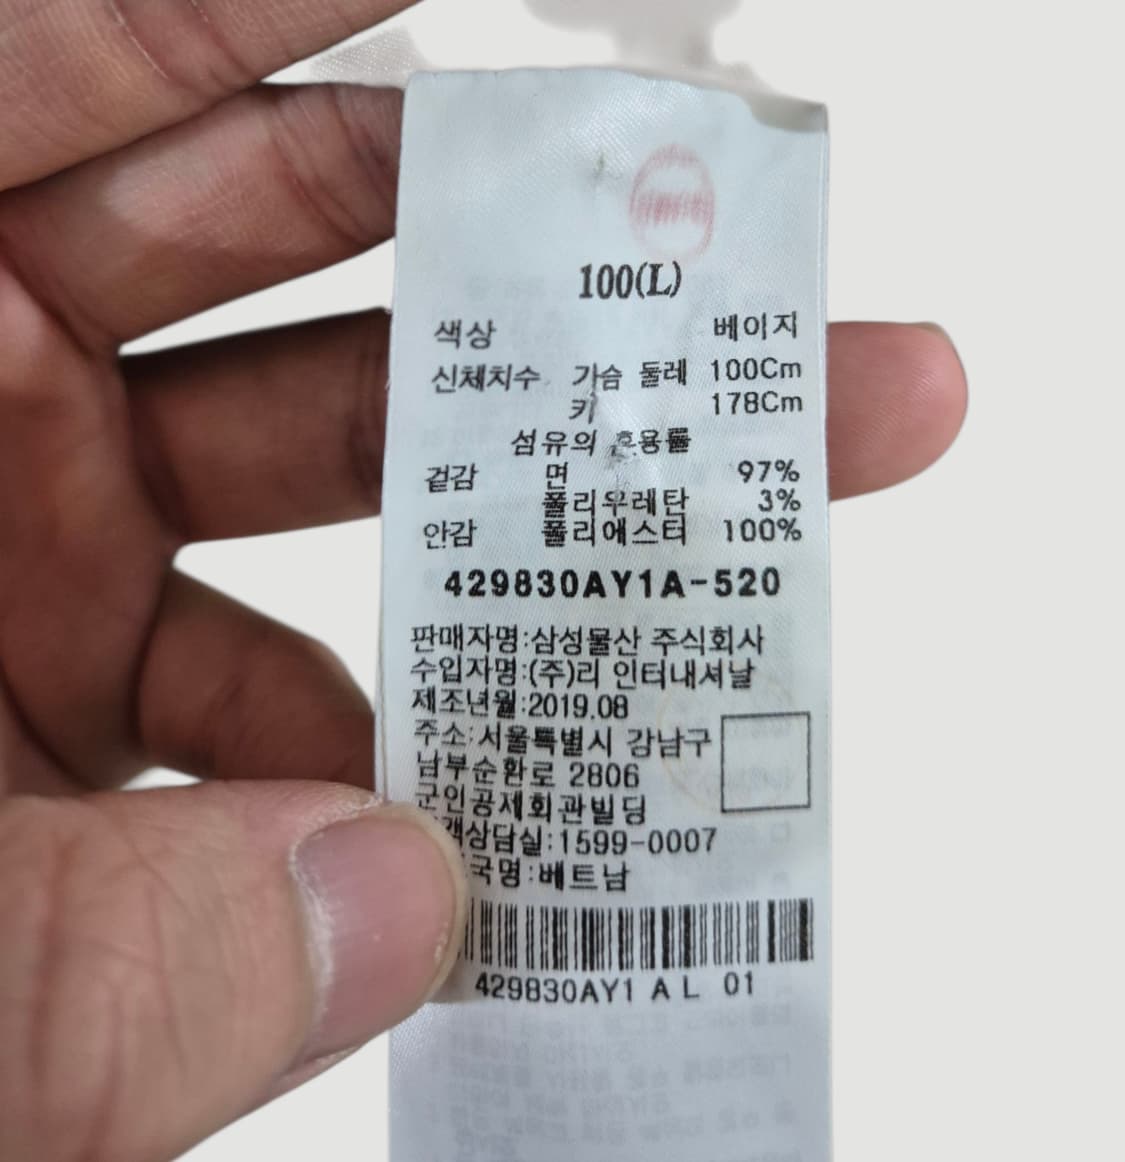 100(L)
색상 베이지
신체치수 가슴 둘레 100Cm
키 178Cm
섬유의 혼용률
겉감 면 97%
폴리우레탄 3%
안감 폴리에스터 100%
429830AY1A-520
판매자명:삼성물산 주식회사
수입자명:(주)리 인터내셔날
제조년월:2019.08
주소:서울특별시 강남구
남부순환로 2806
군인공제회관빌딩
객상담실:1599-0007
국명:베트남
429830AY1 A L 01